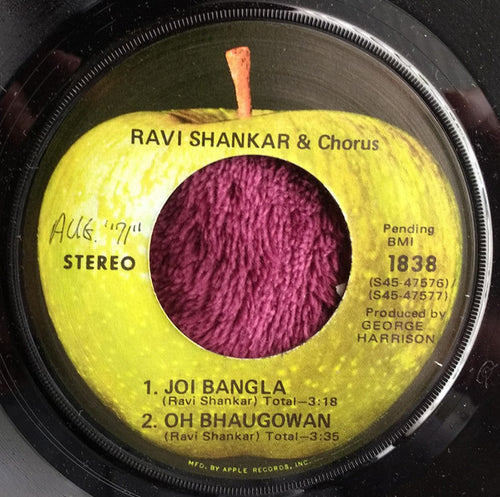 RAVI SHANKAR & Chorus
AUG. "71"
STEREO
Pending
BMI
1838
(S45-47576)/
(S45-47577)
Produced by
GEORGE
HARRISON
1. JOI BANGLA
(Ravi Shankar) Total-3:18
2. OH BHAUGOWAN
(Ravi Shankar) Total-3:35
MFD. BY APPLE RECORDS, INC.